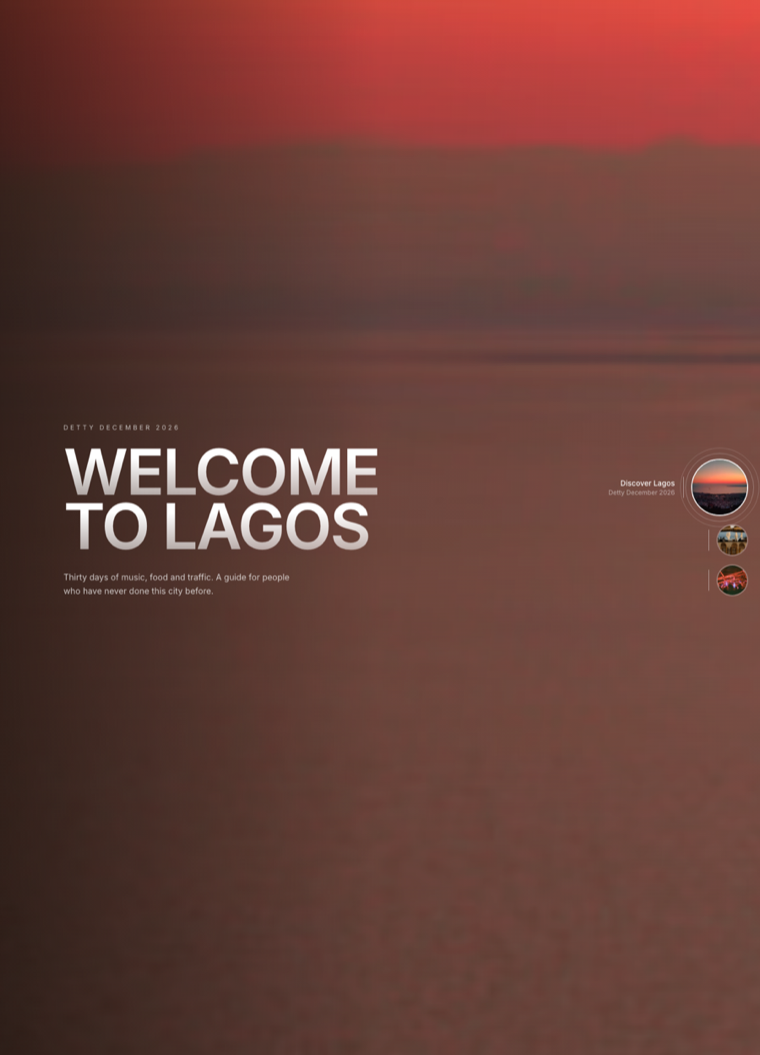 DETTY DECEMBER 2026
WELCOME
TO LAGOS
Thirty days of music, food and traffic. A guide for people
who have never done this city before.
Discover Lagos
Detty December 2026